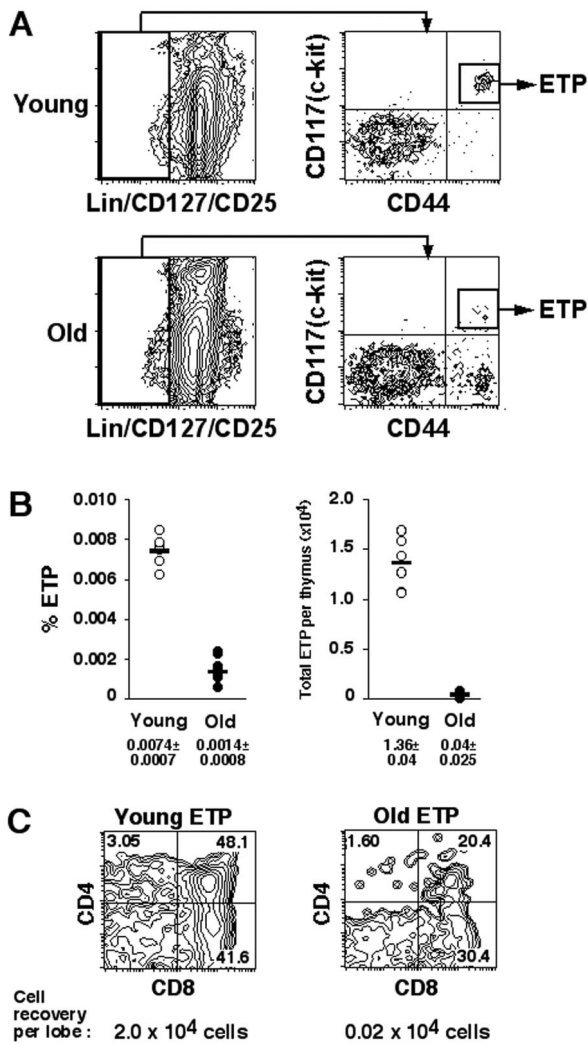 A
Young
CD117(c-kit)
ETP
Lin/CD127/CD25
CD44
Old
CD117(c-kit)
ETP
Lin/CD127/CD25
CD44
B
% ETP
0.010
0.008
0.006
0.004
0.002
0
Young Old
0.0074± 0.0014±
0.0007 0.0008
Total ETP per thymus (x10⁴)
2.0
1.5
1.0
0.5
0
Young Old
1.36± 0.04±
0.04 0.025
C
Young ETP
3.05 48.1
CD4
41.6
CD8
Old ETP
1.60 20.4
CD4
30.4
CD8
Cell
recovery
per lobe : 2.0 x 10⁴ cells 0.02 x 10⁴ cells